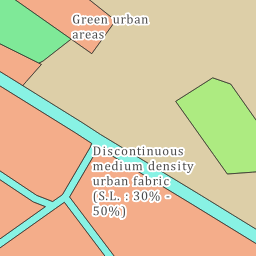 Green urban
areas
Discontinuous
medium density
urban fabric
(S.L. : 30% -
50%)